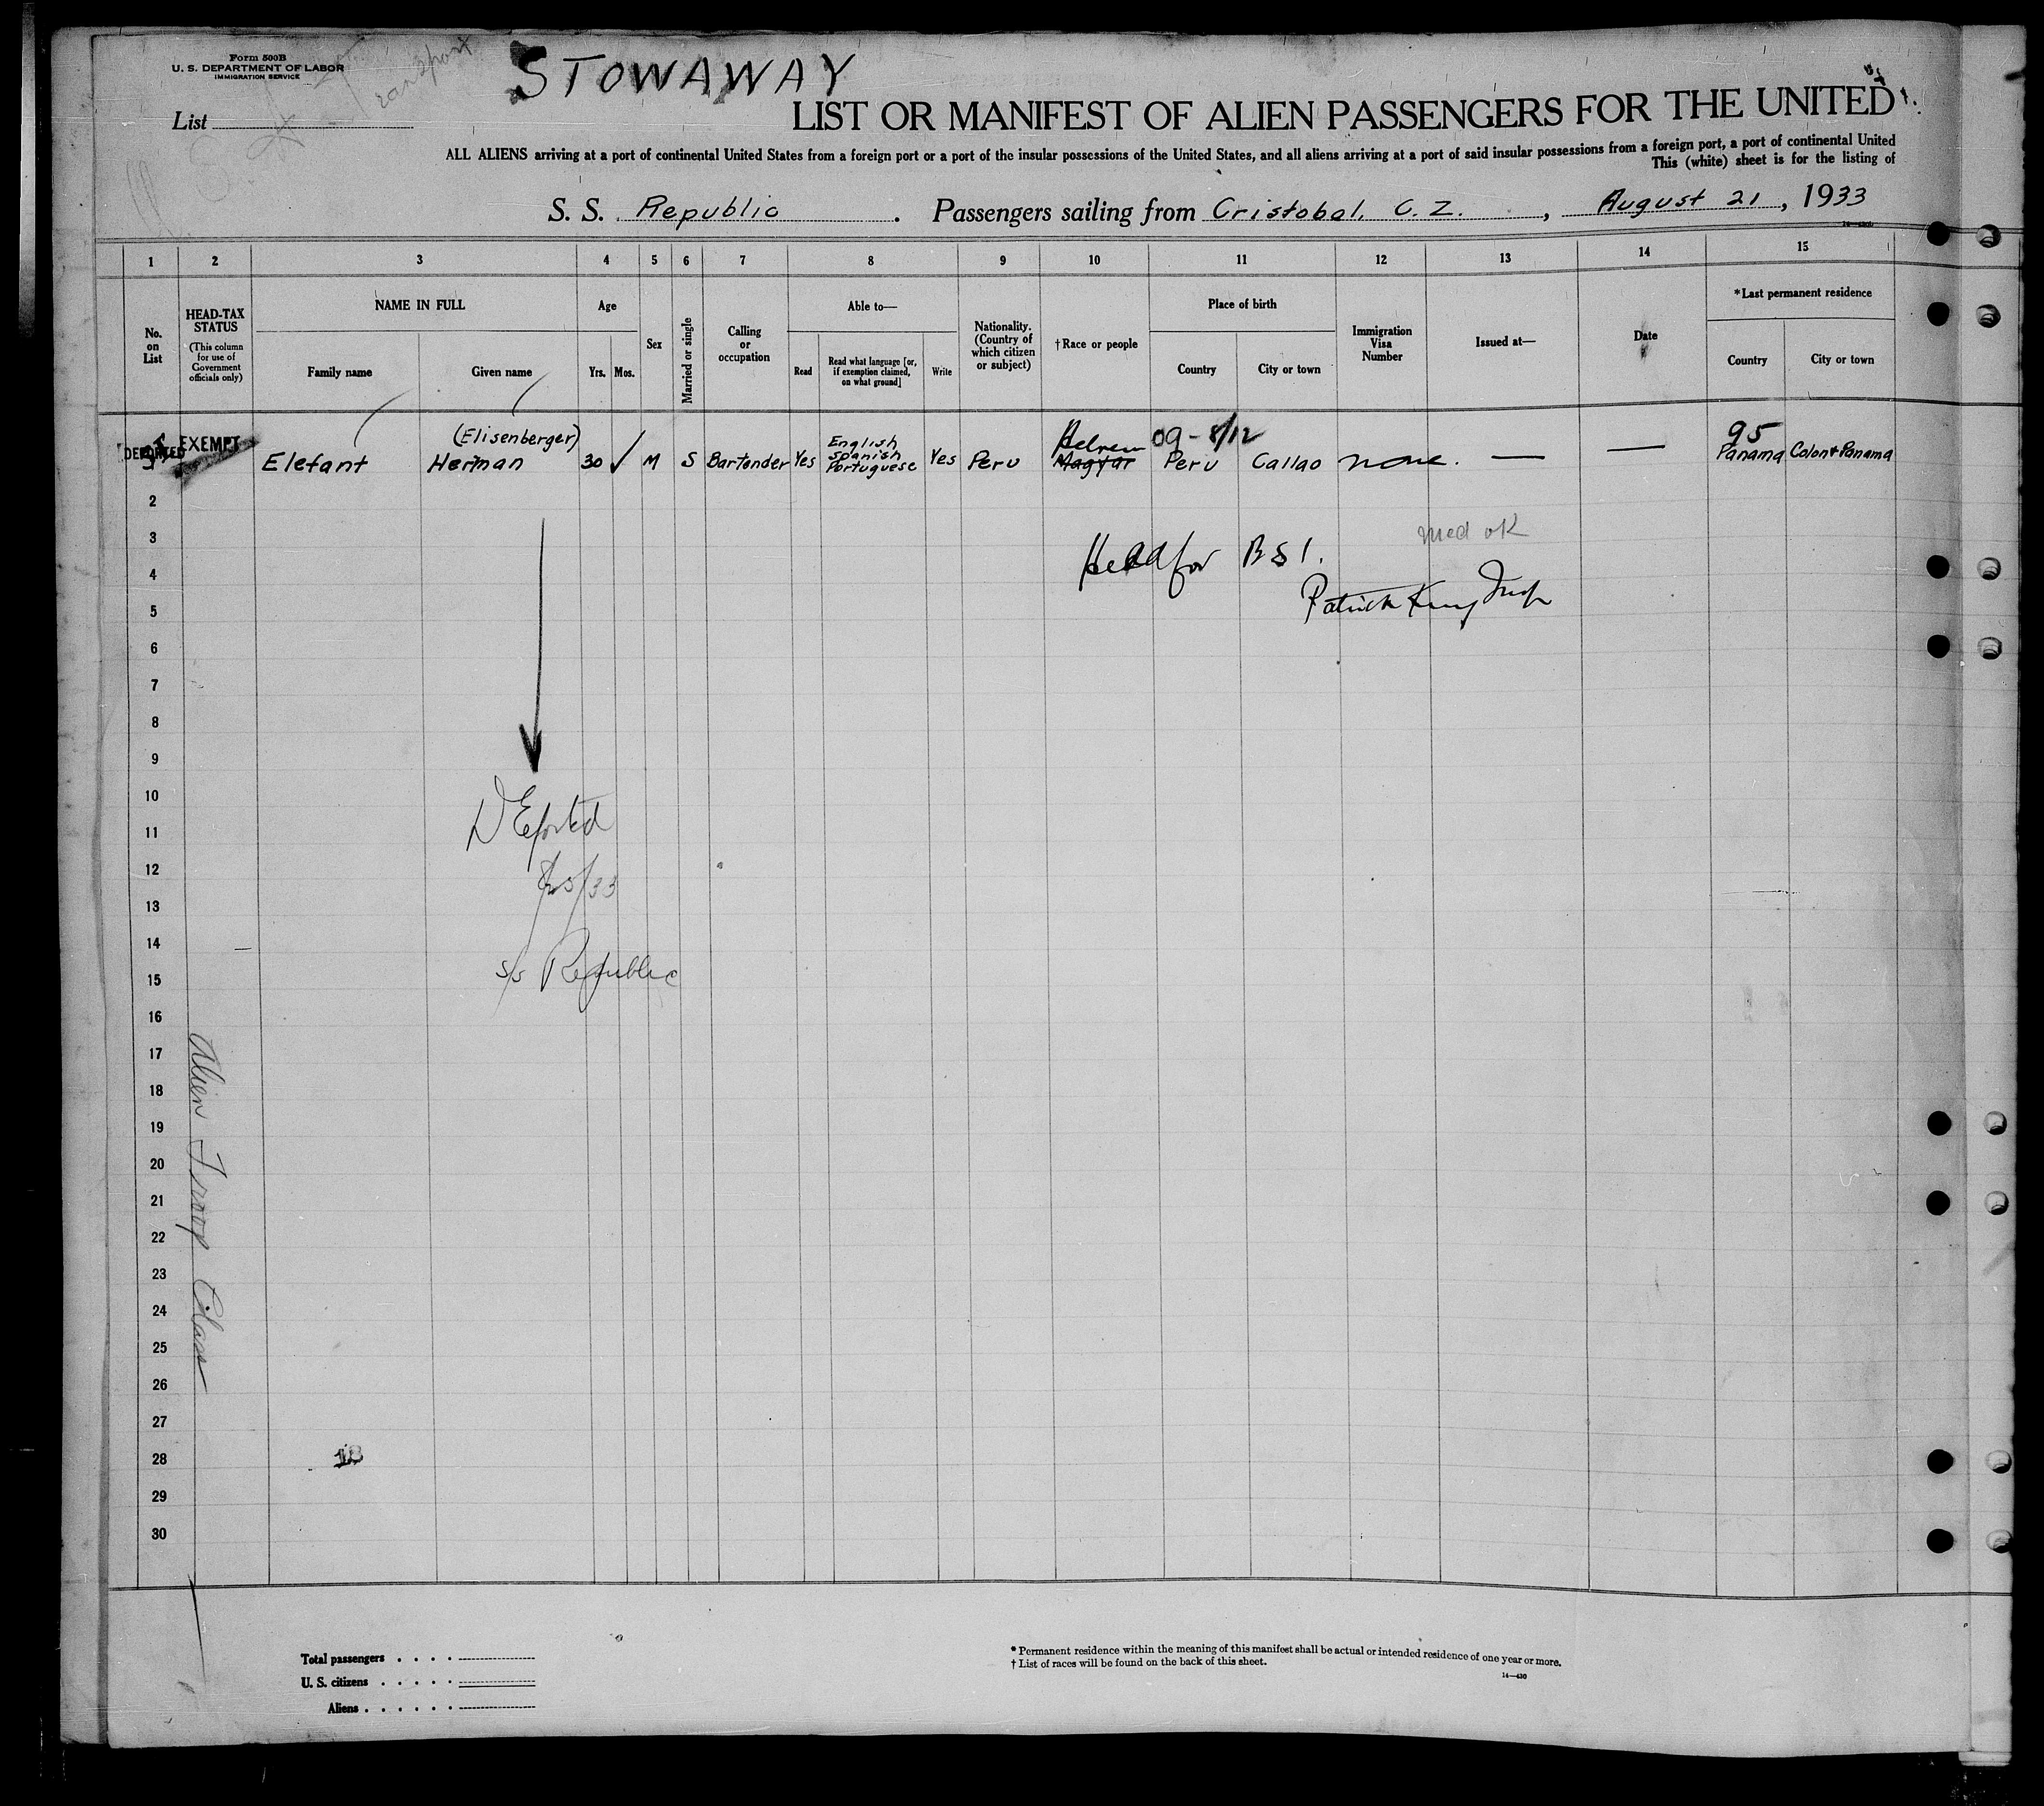 Form 500B
U. S. DEPARTMENT OF LABOR
IMMIGRATION SERVICE
Transport
STOWAWAY
List
LIST OR MANIFEST OF ALIEN PASSENGERS FOR THE UNITED
ALL ALIENS arriving at a port of continental United States from a foreign port or a port of the insular possessions of the United States, and all aliens arriving at a port of said insular possessions from a foreign port, a port of continental United
This (white) sheet is for the listing of
S. S. Republic . Passengers sailing from Cristobal, C. Z. , August 21 , 1933
1 2 3 4 5 6 7 8 9 10 11 12 13 14 15
No. on List
HEAD-TAX STATUS
(This column for use of Government officials only)
NAME IN FULL
Family name Given name
Age
Yrs. Mos.
Sex
Married or single
Calling or occupation
Able to—
Read
Read what language [or, if exemption claimed, on what ground]
Write
Nationality. (Country of which citizen or subject)
†Race or people
Place of birth
Country City or town
Immigration Visa Number
Issued at—
Date
*Last permanent residence
Country City or town
DEPORTED EXEMPT (Elisenberger) English Spanish Hebrew 09-8/12 95
Elefant Herman 30 ✓ M S Bartender Yes Portuguese Yes Peru Magyar Peru Callao none. — — Panama Colon & Panama
2
3 med OK
4 Held for BSI.
5 Patrick King Insp
6
7
8
9
10
11 DEported
12
13 8/25/33
14
15 s/s Republic
16
17
18
19
20
21
22
23
24
25
26
27
28
29
30
Alien Troop Class
Total passengers
U. S. citizens
Aliens
* Permanent residence within the meaning of this manifest shall be actual or intended residence of one year or more.
† List of races will be found on the back of this sheet.
14—430